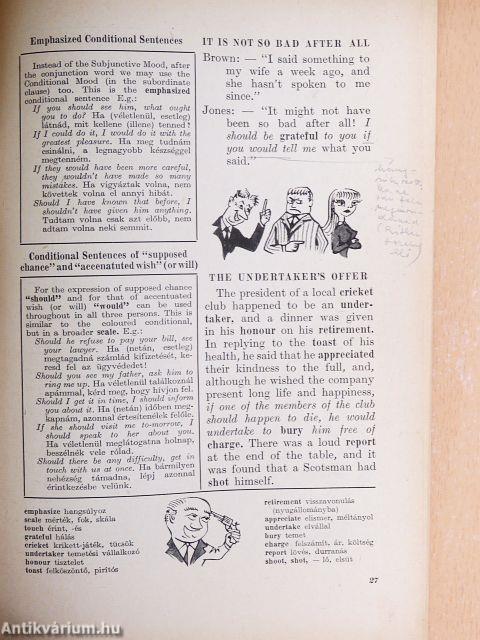 Emphasized Conditional Sentences
Instead of the Subjunctive Mood, after
the conjunction word we may use the
Conditional Mood (in the subordinate
clause) too. This is the emphasized
conditional sentence E.g.:
If you should see him, what ought
you to do? Ha (véletlenül, esetleg)
látnád, mit kellene (illene) tenned?
If I could do it, I would do it with the
greatest pleasure. Ha meg tudnám
csinálni, a legnagyobb készséggel
megtenném.
If they would have been more careful,
they wouldn't have made so many
mistakes. Ha vigyáztak volna, nem
követtek volna el annyi hibát.
Should I have known that before, I
shouldn't have given him anything.
Tudtam volna csak azt előbb, nem
adtam volna neki semmit.
Conditional Sentences of "supposed
chance" and "accenatuted wish" (or will)
For the expression of supposed chance
"should" and for that of accentuated
wish (or will) "would" can be used
throughout in all three persons. This is
similar to the coloured conditional,
but in a broader scale. E.g.:
Should he refuse to pay your bill, see
your lawyer. Ha (netán, esetleg)
megtagadná számlád kifizetését, ke-
resd fel az ügyvédedet!
Should you see my father, ask him to
ring me up. Ha véletlenül találkoznál
apámmal, kérd meg, hogy hívjon fel.
Should I get it in time, I should inform
you about it. Ha (netán) időben meg-
kapnám, azonnal értesítenélek felőle.
If she should visit me to-morrot, I
should speak to her about you.
Ha véletlenül meglátogatna holnap,
beszélnék vele rólad.
Should there be any difficulty, get in
touch with us at once. Ha bármilyen
nehézség támadna, lépj azonnal
érintkezésbe velünk.
IT IS NOT SO BAD AFTER ALL
Brown: — "I said something to
my wife a week ago, and
she hasn't spoken to me
since."
Jones: — "It might not have
been so bad after all! I
should be grateful to you if
you would tell me what you
said."
THE UNDERTAKER'S OFFER
The president of a local cricket
club happened to be an under-
taker, and a dinner was given
in his honour on his retirement.
In replying to the toast of his
health, he said that he appreciated
their kindness to the full, and,
although he wished the company
present long life and happiness,
if one of the members of the club
should happen to die, he would
undertake to bury him free of
charge. There was a loud report
at the end of the table, and it
was found that a Scotsman had
shot himself.
emphasize hangsúlyoz
scale mérték, fok, skála
touch érint, -és
grateful hálás
cricket krikett-játék, tücsök
undertaker temetési vállalkozó
honour tisztelet
toast felköszöntő, pirítós
retirement visszavonulás
(nyugállományba)
appreciate elismer, méltányol
undertake elvállal
bury temet
charge felszámít, ár, költség
report lövés, durranás
shoot, shot, — lő, elsüt
27
Antikvárium.hu